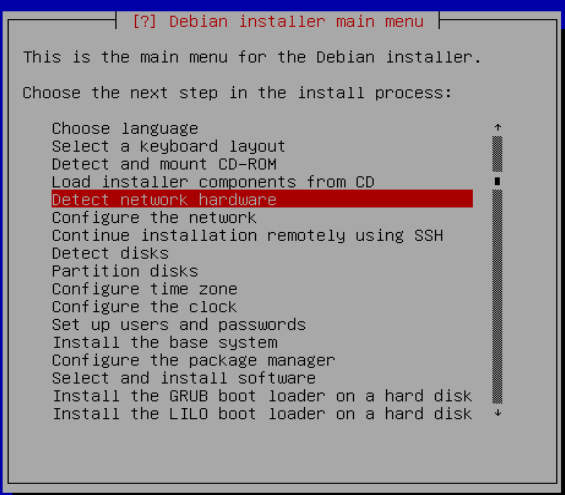 [?] Debian installer main menu
This is the main menu for the Debian installer.
Choose the next step in the install process:
Choose language
Select a keyboard layout
Detect and mount CD-ROM
Load installer components from CD
Detect network hardware
Configure the network
Continue installation remotely using SSH
Detect disks
Partition disks
Configure time zone
Configure the clock
Set up users and passwords
Install the base system
Configure the package manager
Select and install software
Install the GRUB boot loader on a hard disk
Install the LILO boot loader on a hard disk